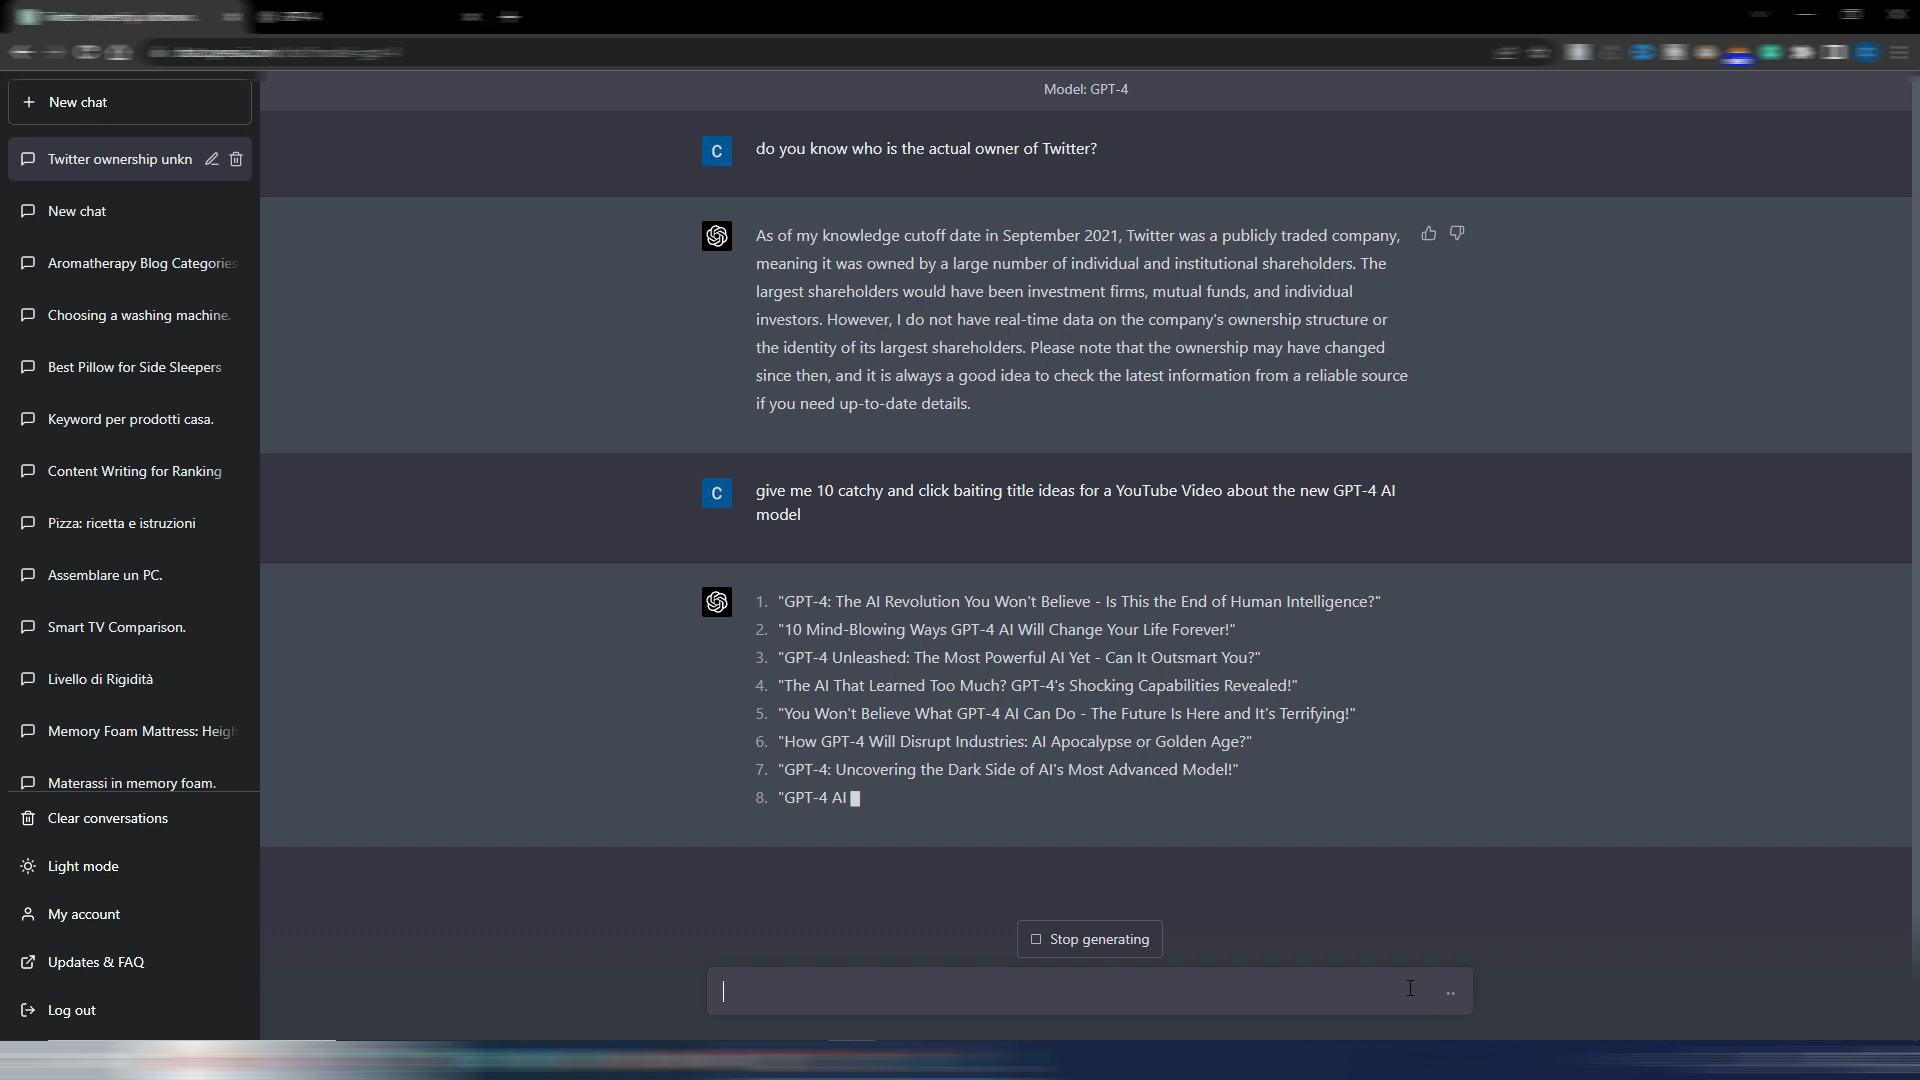 New chat
Twitter ownership unkn
New chat
Aromatherapy Blog Categories
Choosing a washing machine.
Best Pillow for Side Sleepers
Keyword per prodotti casa.
Content Writing for Ranking
Pizza: ricetta e istruzioni
Assemblare un PC.
Smart TV Comparison.
Livello di Rigidità
Memory Foam Mattress: Heigh
Materassi in memory foam.
Clear conversations
Light mode
My account
Updates & FAQ
Log out
Model: GPT-4
C
do you know who is the actual owner of Twitter?
As of my knowledge cutoff date in September 2021, Twitter was a publicly traded company,
meaning it was owned by a large number of individual and institutional shareholders. The
largest shareholders would have been investment firms, mutual funds, and individual
investors. However, I do not have real-time data on the company's ownership structure or
the identity of its largest shareholders. Please note that the ownership may have changed
since then, and it is always a good idea to check the latest information from a reliable source
if you need up-to-date details.
C
give me 10 catchy and click baiting title ideas for a YouTube Video about the new GPT-4 AI
model
1. "GPT-4: The AI Revolution You Won't Believe - Is This the End of Human Intelligence?"
2. "10 Mind-Blowing Ways GPT-4 AI Will Change Your Life Forever!"
3. "GPT-4 Unleashed: The Most Powerful AI Yet - Can It Outsmart You?"
4. "The AI That Learned Too Much? GPT-4's Shocking Capabilities Revealed!"
5. "You Won't Believe What GPT-4 AI Can Do - The Future Is Here and It's Terrifying!"
6. "How GPT-4 Will Disrupt Industries: AI Apocalypse or Golden Age?"
7. "GPT-4: Uncovering the Dark Side of AI's Most Advanced Model!"
8. "GPT-4 AI
Stop generating